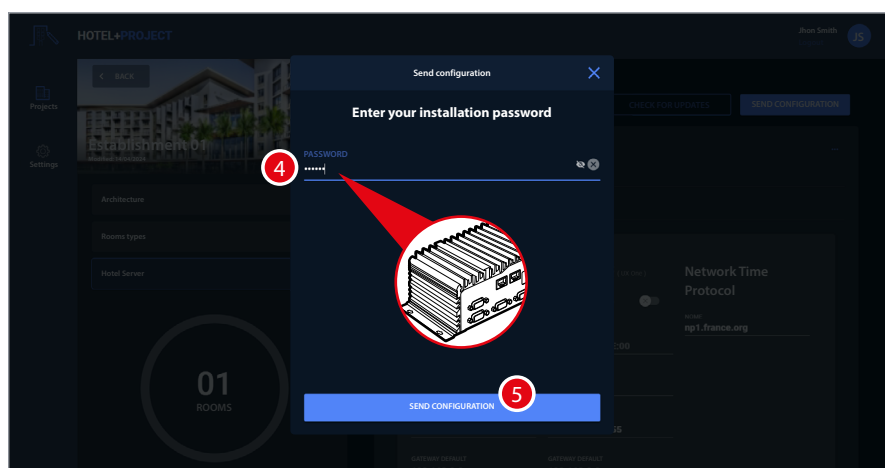 HOTEL+PROJECT
Jhon Smith
JS
BACK
Projects
Settings
Establishment 01
Architecture
Rooms types
Hotel Server
01
ROOMS
Send configuration
Enter your installation password
PASSWORD
4
••••••
SEND CONFIGURATION
5
CHECK FOR UPDATES
SEND CONFIGURATION
Network Time
Protocol
np1.france.org
GATEWAY DEFAULT
GATEWAY DEFAULT